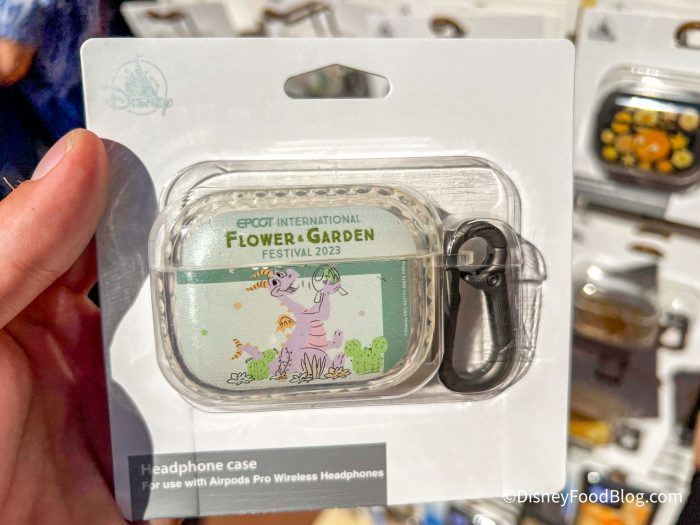 Disney
EPCOT INTERNATIONAL
FLOWER & GARDEN
FESTIVAL 2023
Headphone case
For use with Airpods Pro Wireless Headphones
©DisneyFoodBlog.com